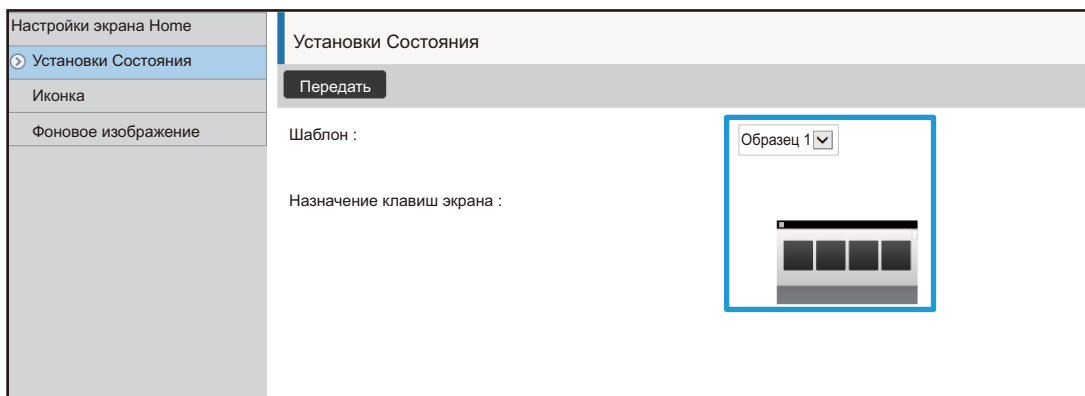 Настройки экрана Home
Установки Состояния
Иконка
Фоновое изображение
Установки Состояния
Передать
Шаблон :
Образец 1
Назначение клавиш экрана :